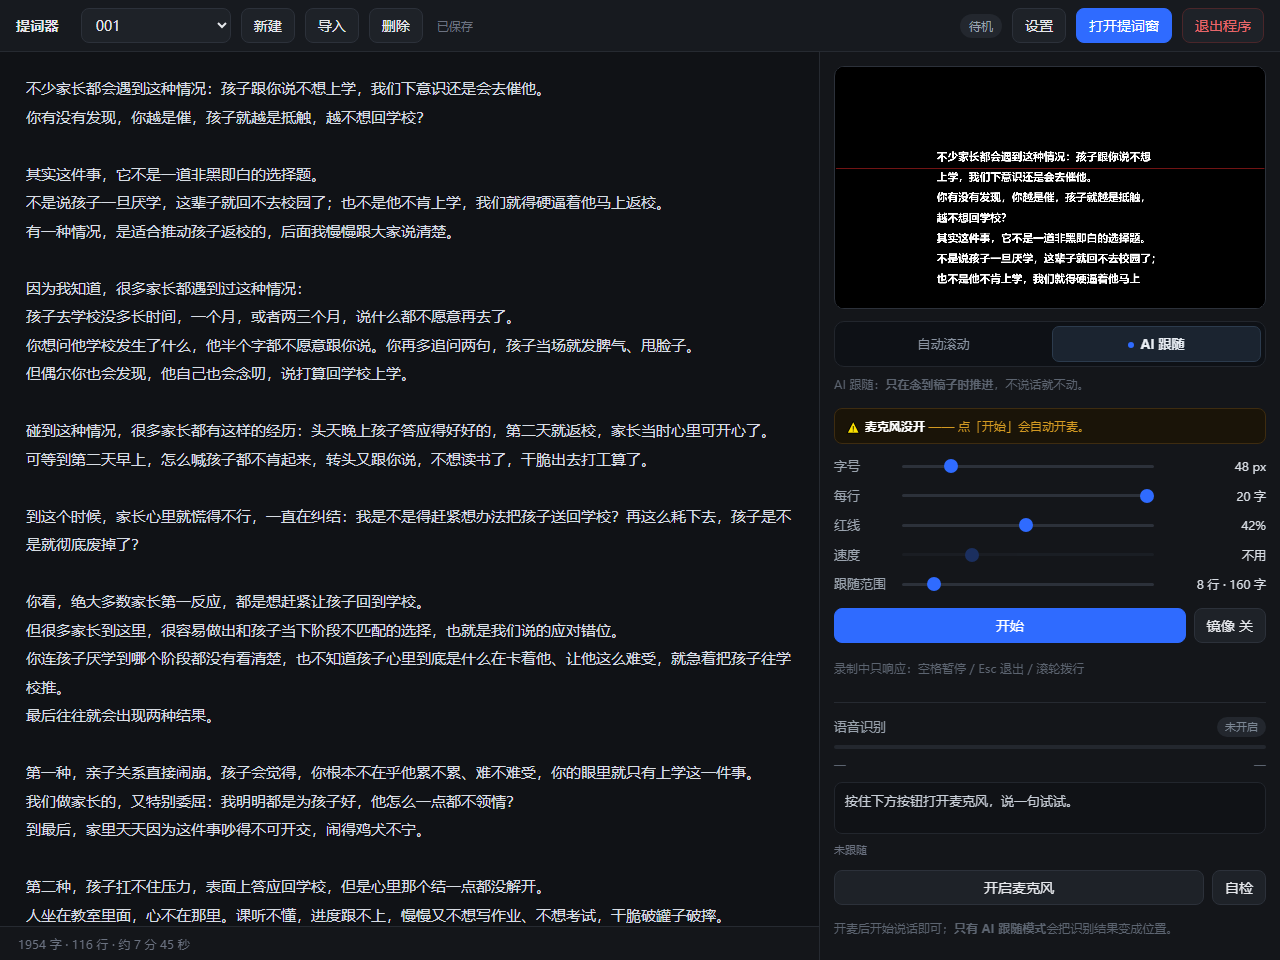 提词器
001
新建
导入
删除
已保存
待机
设置
打开提词窗
退出程序
不少家长都会遇到这种情况：孩子跟你说不想上学，我们下意识还是会去催他。
你有没有发现，你越是催，孩子就越是抵触，越不想回学校？
其实这件事，它不是一道非黑即白的选择题。
不是说孩子一旦厌学，这辈子就回不去校园了；也不是他不肯上学，我们就得硬逼着他马上返校。
有一种情况，是适合推动孩子返校的，后面我慢慢跟大家说清楚。
因为我知道，很多家长都遇到过这种情况：
孩子去学校没多长时间，一个月，或者两三个月，说什么都不愿意再去了。
你想问他学校发生了什么，他半个字都不愿意跟你说。你再多追问两句，孩子当场就发脾气、甩脸子。
但偶尔你也会发现，他自己也会念叨，说打算回学校上学。
碰到这种情况，很多家长都有这样的经历：头天晚上孩子答应得好好的，第二天就返校，家长当时心里可开心了。
可等到第二天早上，怎么喊孩子都不肯起来，转头又跟你说，不想读书了，干脆出去打工算了。
到这个时候，家长心里就慌得不行，一直在纠结：我是不是得赶紧想办法把孩子送回学校？再这么耗下去，孩子是不
是就彻底废掉了？
你看，绝大多数家长第一反应，都是想赶紧让孩子回到学校。
但很多家长到这里，很容易做出和孩子当下阶段不匹配的选择，也就是我们说的应对错位。
你连孩子厌学到哪个阶段都没有看清楚，也不知道孩子心里到底是什么在卡着他、让他这么难受，就急着把孩子往学
校推。
最后往往就会出现两种结果。
第一种，亲子关系直接闹崩。孩子会觉得，你根本不在乎他累不累、难不难受，你的眼里就只有上学这一件事。
我们做家长的，又特别委屈：我明明都是为孩子好，他怎么一点都不领情？
到最后，家里天天因为这件事吵得不可开交，闹得鸡犬不宁。
第二种，孩子扛不住压力，表面上答应回学校，但是心里那个结一点都没解开。
人坐在教室里面，心不在那里。课听不懂，进度跟不上，慢慢又不想写作业、不想考试，干脆破罐子破摔。
1954 字 · 116 行 · 约 7 分 45 秒
不少家长都会遇到这种情况：孩子跟你说不想
上学，我们下意识还是会去催他。
你有没有发现，你越是催，孩子就越是抵触，
越不想回学校？
其实这件事，它不是一道非黑即白的选择题。
不是说孩子一旦厌学，这辈子就回不去校园了；
也不是他不肯上学，我们就得硬逼着他马上
自动滚动
AI 跟随
AI 跟随：只在念到稿子时推进，不说话就不动。
麦克风没开 —— 点「开始」会自动开麦。
字号
48 px
每行
20 字
红线
42%
速度
不用
跟随范围
8 行 · 160 字
开始
镜像 关
录制中只响应：空格暂停 / Esc 退出 / 滚轮拨行
语音识别
未开启
—
—
按住下方按钮打开麦克风，说一句试试。
未跟随
开启麦克风
自检
开麦后开始说话即可；只有 AI 跟随模式会把识别结果变成位置。